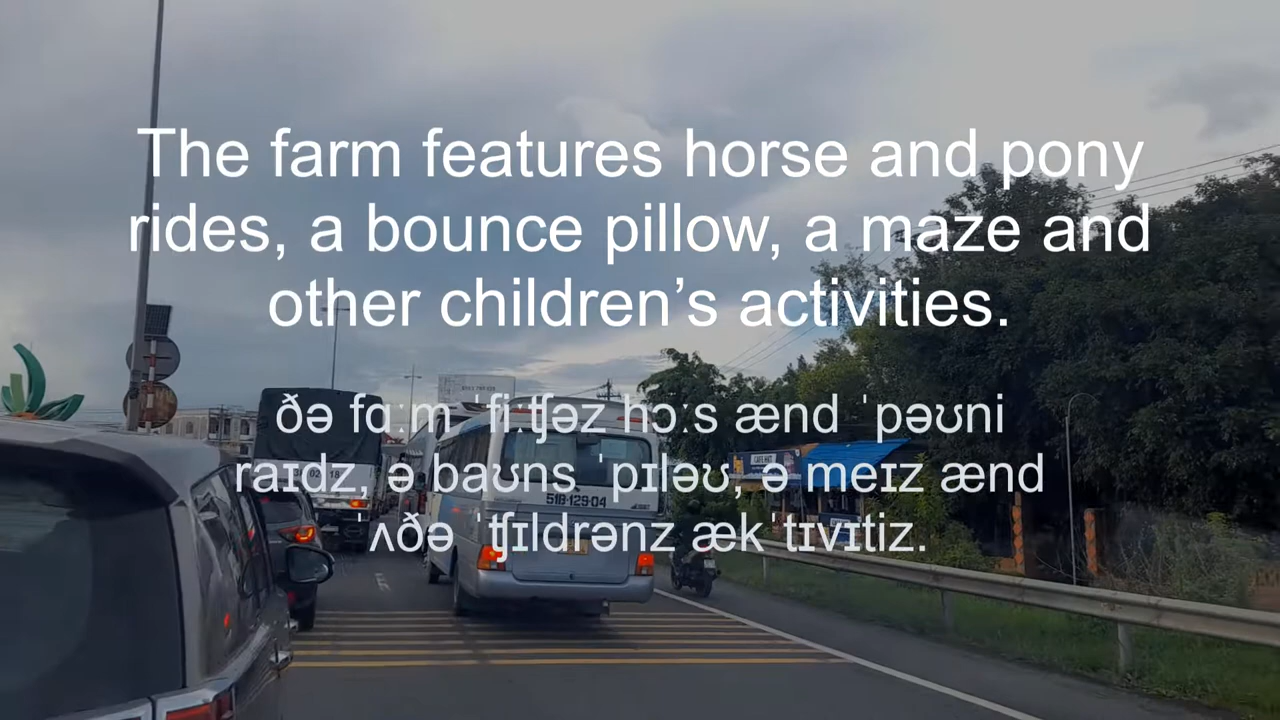 The farm features horse and pony
rides, a bounce pillow, a maze and
other children’s activities.
ðə fɑːm ˈfiːʧəz hɔːs ænd ˈpəʊni
raɪdz, ə baʊns ˈpɪləʊ, ə meɪz ænd
ˈʌðə ˈʧɪldrənz ækˈtɪvɪtiz.
51B-129-04